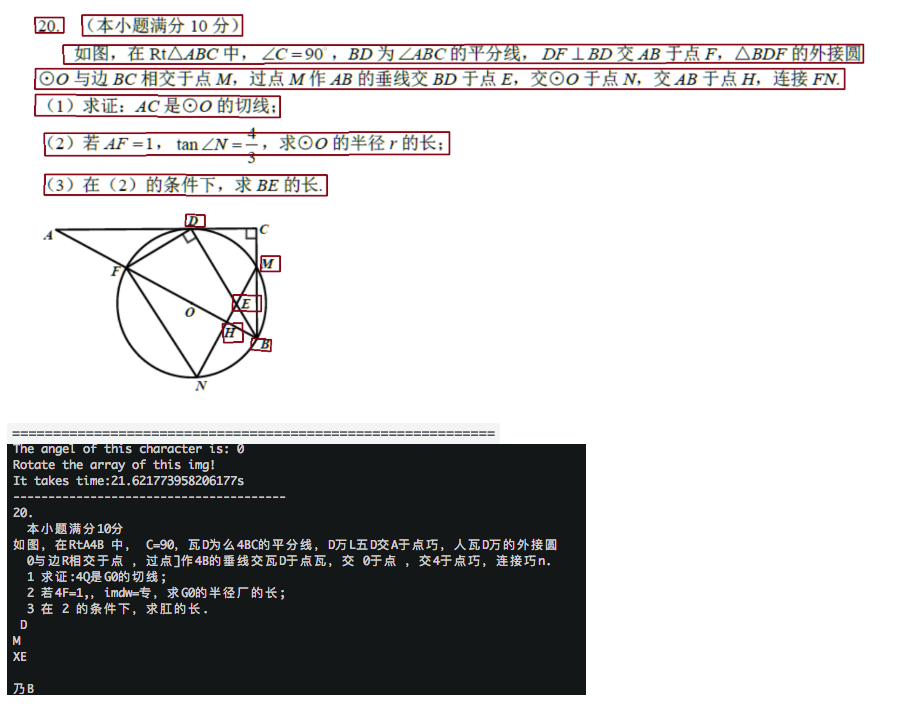 20. （本小题满分 10 分）
如图，在 Rt△ABC 中，∠C=90°，BD 为∠ABC 的平分线，DF⊥BD 交 AB 于点 F，△BDF 的外接圆
⊙O 与边 BC 相交于点 M，过点 M 作 AB 的垂线交 BD 于点 E，交⊙O 于点 N，交 AB 于点 H，连接 FN.
（1）求证：AC 是⊙O 的切线；
（2）若 AF=1，tan∠N=4/3，求⊙O 的半径 r 的长；
（3）在（2）的条件下，求 BE 的长.
A D C
F M
O E
H B
N
============================================================
The angel of this character is: 0
Rotate the array of this img!
It takes time:21.621773958206177s
---------------------------------------
20.
本小题满分10分
如图, 在RtA4B 中, C=90, 瓦D为么4BC的平分线, D万L五D交A于点巧, 人瓦D万的外接圆
0与边R相交于点 , 过点]作4B的垂线交瓦D于点瓦, 交 0于点 , 交4于点巧, 连接巧n.
1 求证:4Q是G0的切线;
2 若4F=1,, imdw=专, 求G0的半径厂的长;
3 在 2 的条件下, 求肛的长.
D
M
XE
乃B